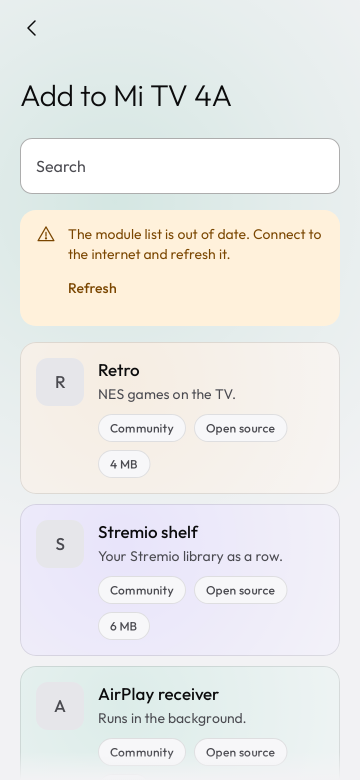 Add to Mi TV 4A
Search
The module list is out of date. Connect to
the internet and refresh it.
Refresh
R
Retro
NES games on the TV.
Community
Open source
4 MB
S
Stremio shelf
Your Stremio library as a row.
Community
Open source
6 MB
A
AirPlay receiver
Runs in the background.
Community
Open source